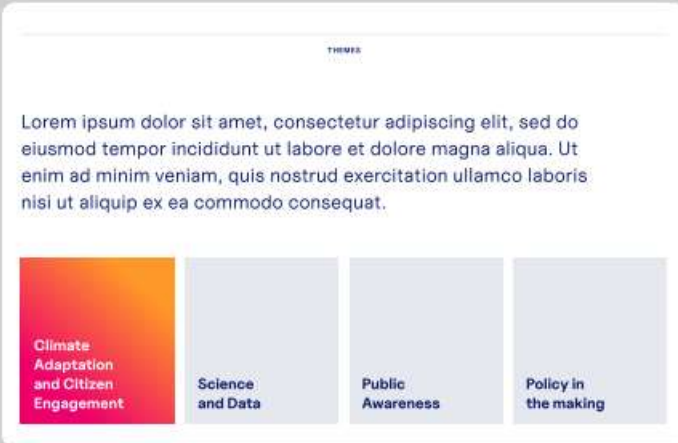 THEMES
Lorem ipsum dolor sit amet, consectetur adipiscing elit, sed do
eiusmod tempor incididunt ut labore et dolore magna aliqua. Ut
enim ad minim veniam, quis nostrud exercitation ullamco laboris
nisi ut aliquip ex ea commodo consequat.
Climate
Adaptation
and Citizen
Engagement
Science
and Data
Public
Awareness
Policy in
the making